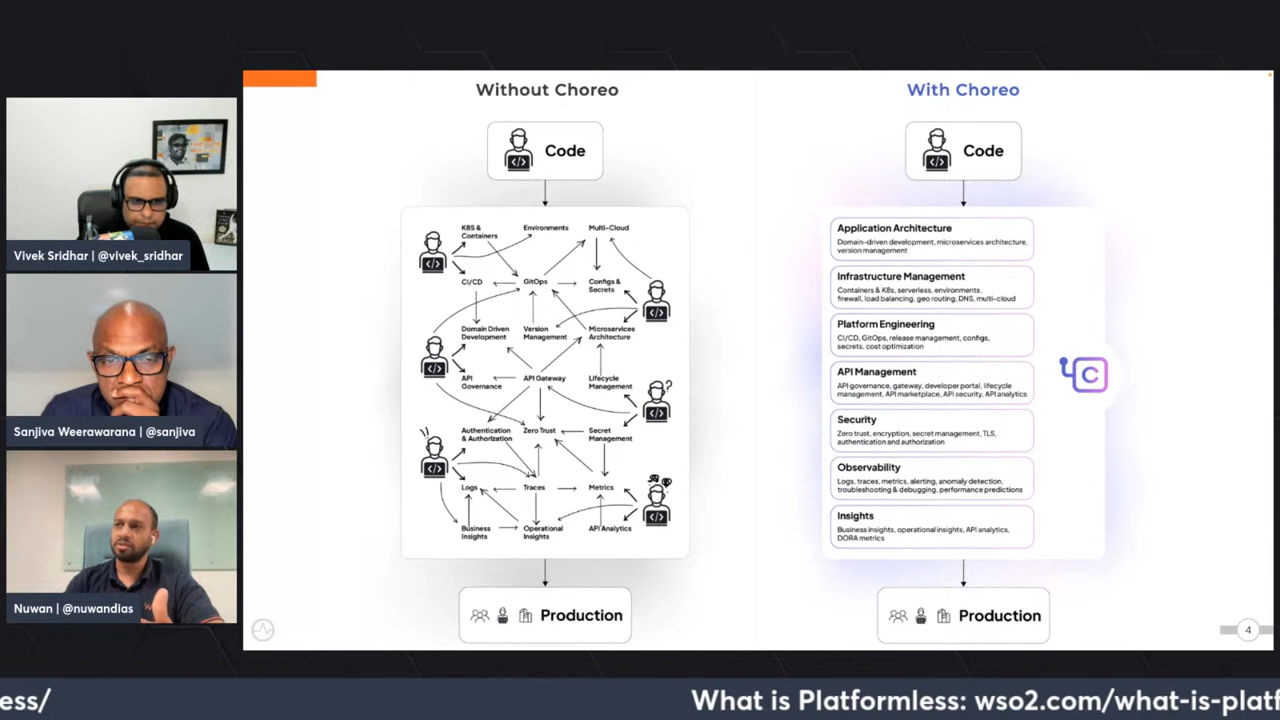 Vivek Sridhar | @vivek_sridhar
Sanjiva Weerawarana | @sanjiva
Nuwan | @nuwandias
Without Choreo
</>
Code
K8S &
Containers
Environments
Multi-Cloud
CI/CD
GitOps
Configs &
Secrets
Domain Driven
Development
Version
Management
Microservices
Architecture
API
Governance
API Gateway
Lifecycle
Management
Authentication
& Authorization
Zero Trust
Secret
Management
Logs
Traces
Metrics
Business
Insights
Operational
Insights
API Analytics
</>
</>
</>
</>
?
</>
</>
Production
With Choreo
</>
Code
Application Architecture
Domain-driven development, microservices architecture,
version management
Infrastructure Management
Containers & K8s, serverless, environments,
firewall, load balancing, geo routing, DNS, multi-cloud
Platform Engineering
CI/CD, GitOps, release management, configs,
secrets, cost optimization
API Management
API governance, gateway, developer portal, lifecycle
management, API marketplace, API security, API analytics
Security
Zero trust, encryption, secret management, TLS,
authentication and authorization
Observability
Logs, traces, metrics, alerting, anomaly detection,
troubleshooting & debugging, performance predictions
Insights
Business insights, operational insights, API analytics,
DORA metrics
C
Production
4
ess/
What is Platformless: wso2.com/what-is-platf